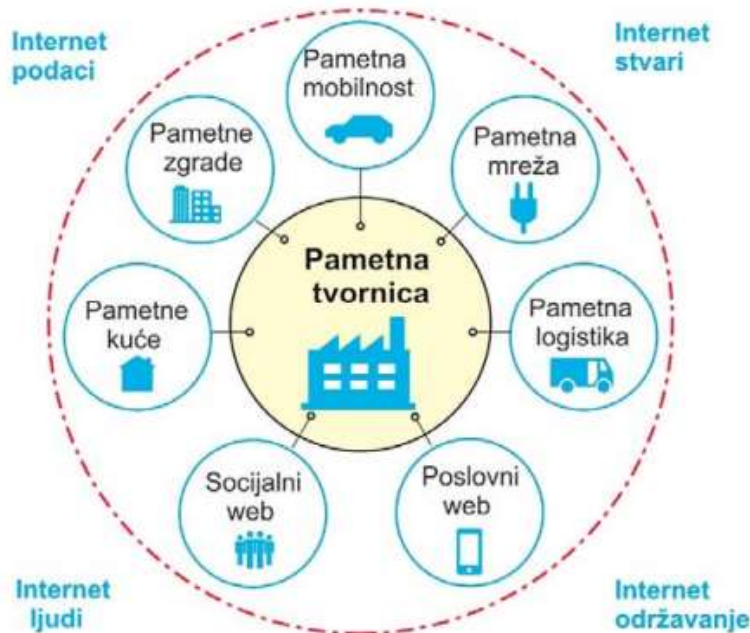 Internet
podaci
Internet
stvari
Pametna
mobilnost
Pametne
zgrade
Pametna
mreža
Pametna
tvornica
Pametne
kuće
Pametna
logistika
Socijalni
web
Poslovni
web
Internet
ljudi
Internet
održavanje